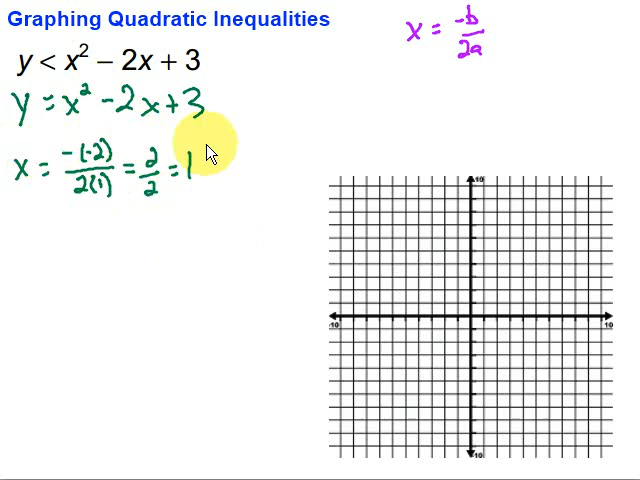 Graphing Quadratic Inequalities
x = -b/2a
y < x² − 2x + 3
y = x² - 2x + 3
x = -(-2)/2(1) = 2/2 = 1
10
-10 10
-10